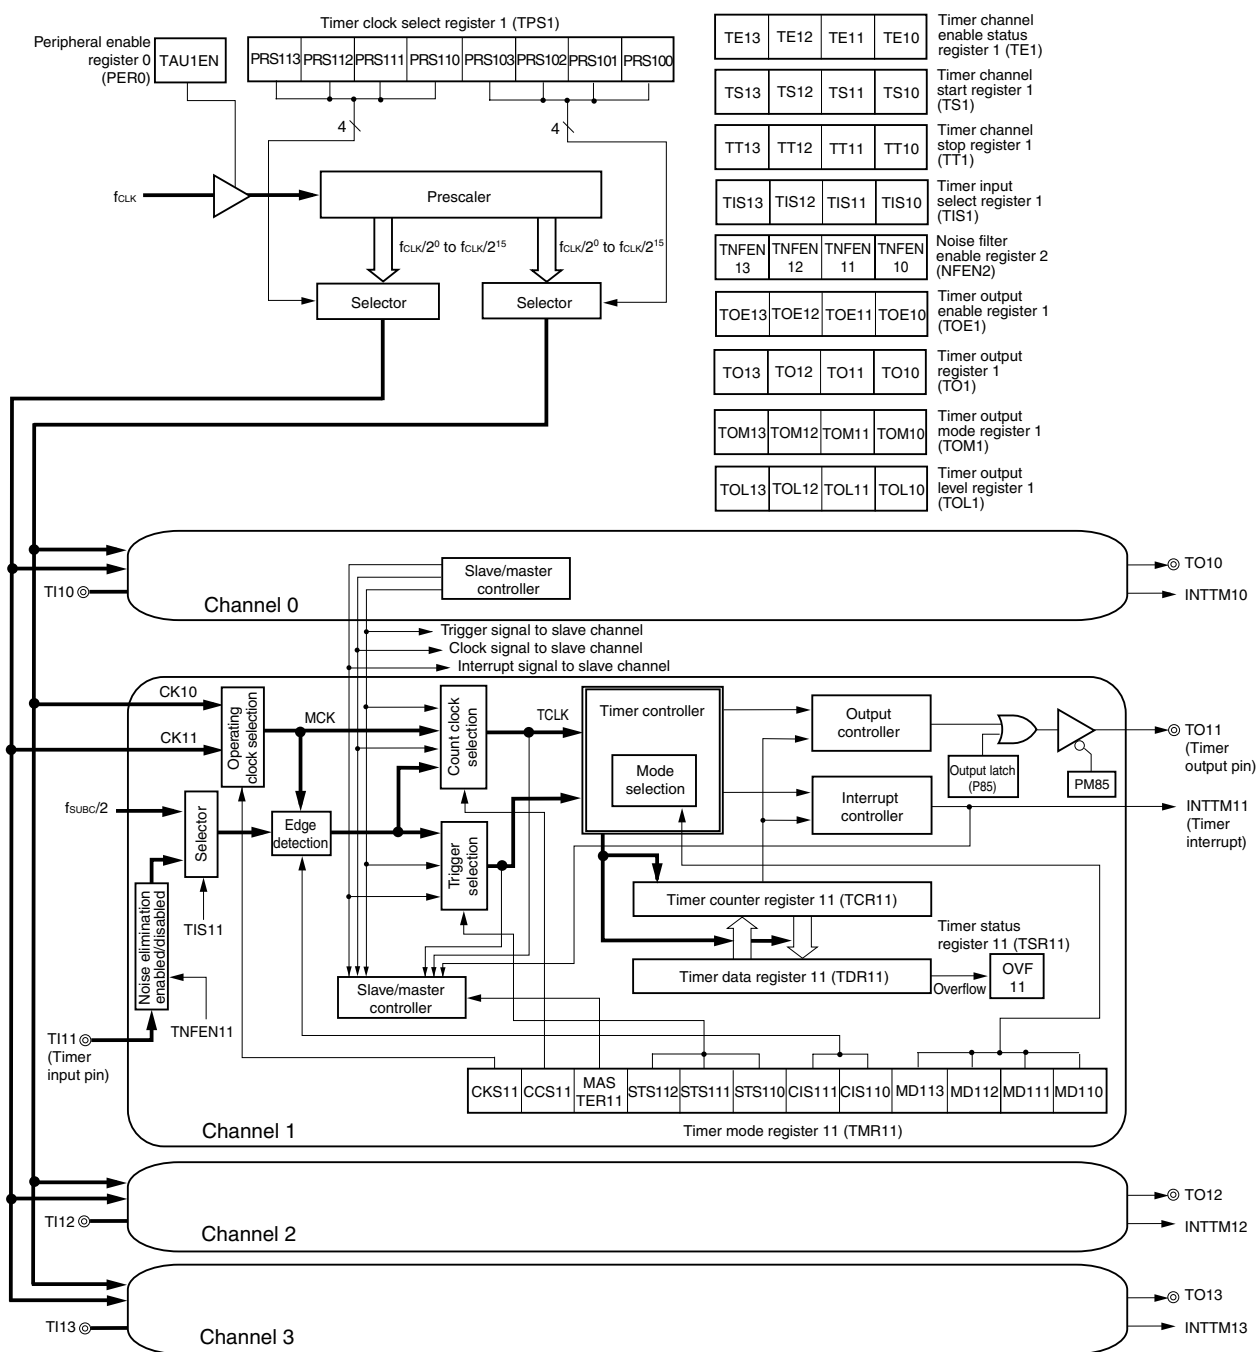 Timer clock select register 1 (TPS1)
Peripheral enable
register 0
(PER0)
TAU1EN
PRS113 PRS112 PRS111 PRS110 PRS103 PRS102 PRS101 PRS100
4
4
fCLK
Prescaler
fCLK/2⁰ to fCLK/2¹⁵
fCLK/2⁰ to fCLK/2¹⁵
Selector
Selector
TE13 TE12 TE11 TE10
Timer channel
enable status
register 1 (TE1)
TS13 TS12 TS11 TS10
Timer channel
start register 1
(TS1)
TT13 TT12 TT11 TT10
Timer channel
stop register 1
(TT1)
TIS13 TIS12 TIS11 TIS10
Timer input
select register 1
(TIS1)
TNFEN TNFEN TNFEN TNFEN
13 12 11 10
Noise filter
enable register 2
(NFEN2)
TOE13 TOE12 TOE11 TOE10
Timer output
enable register 1
(TOE1)
TO13 TO12 TO11 TO10
Timer output
register 1
(TO1)
TOM13 TOM12 TOM11 TOM10
Timer output
mode register 1
(TOM1)
TOL13 TOL12 TOL11 TOL10
Timer output
level register 1
(TOL1)
TI10
Channel 0
Slave/master
controller
TO10
INTTM10
Trigger signal to slave channel
Clock signal to slave channel
Interrupt signal to slave channel
CK10
CK11
Operating
clock selection
MCK
Count clock
selection
TCLK
Timer controller
Mode
selection
Output
controller
Output latch
(P85)
PM85
TO11
(Timer
output pin)
Interrupt
controller
INTTM11
(Timer
interrupt)
fSUBC/2
Selector
Edge
detection
Trigger
selection
TIS11
Noise elimination
enabled/disabled
TNFEN11
TI11
(Timer
input pin)
Timer counter register 11 (TCR11)
Timer status
register 11 (TSR11)
Timer data register 11 (TDR11)
Overflow
OVF
11
Slave/master
controller
CKS11 CCS11 MAS
TER11 STS112 STS111 STS110 CIS111 CIS110 MD113 MD112 MD111 MD110
Channel 1
Timer mode register 11 (TMR11)
TI12
Channel 2
TO12
INTTM12
TI13
Channel 3
TO13
INTTM13